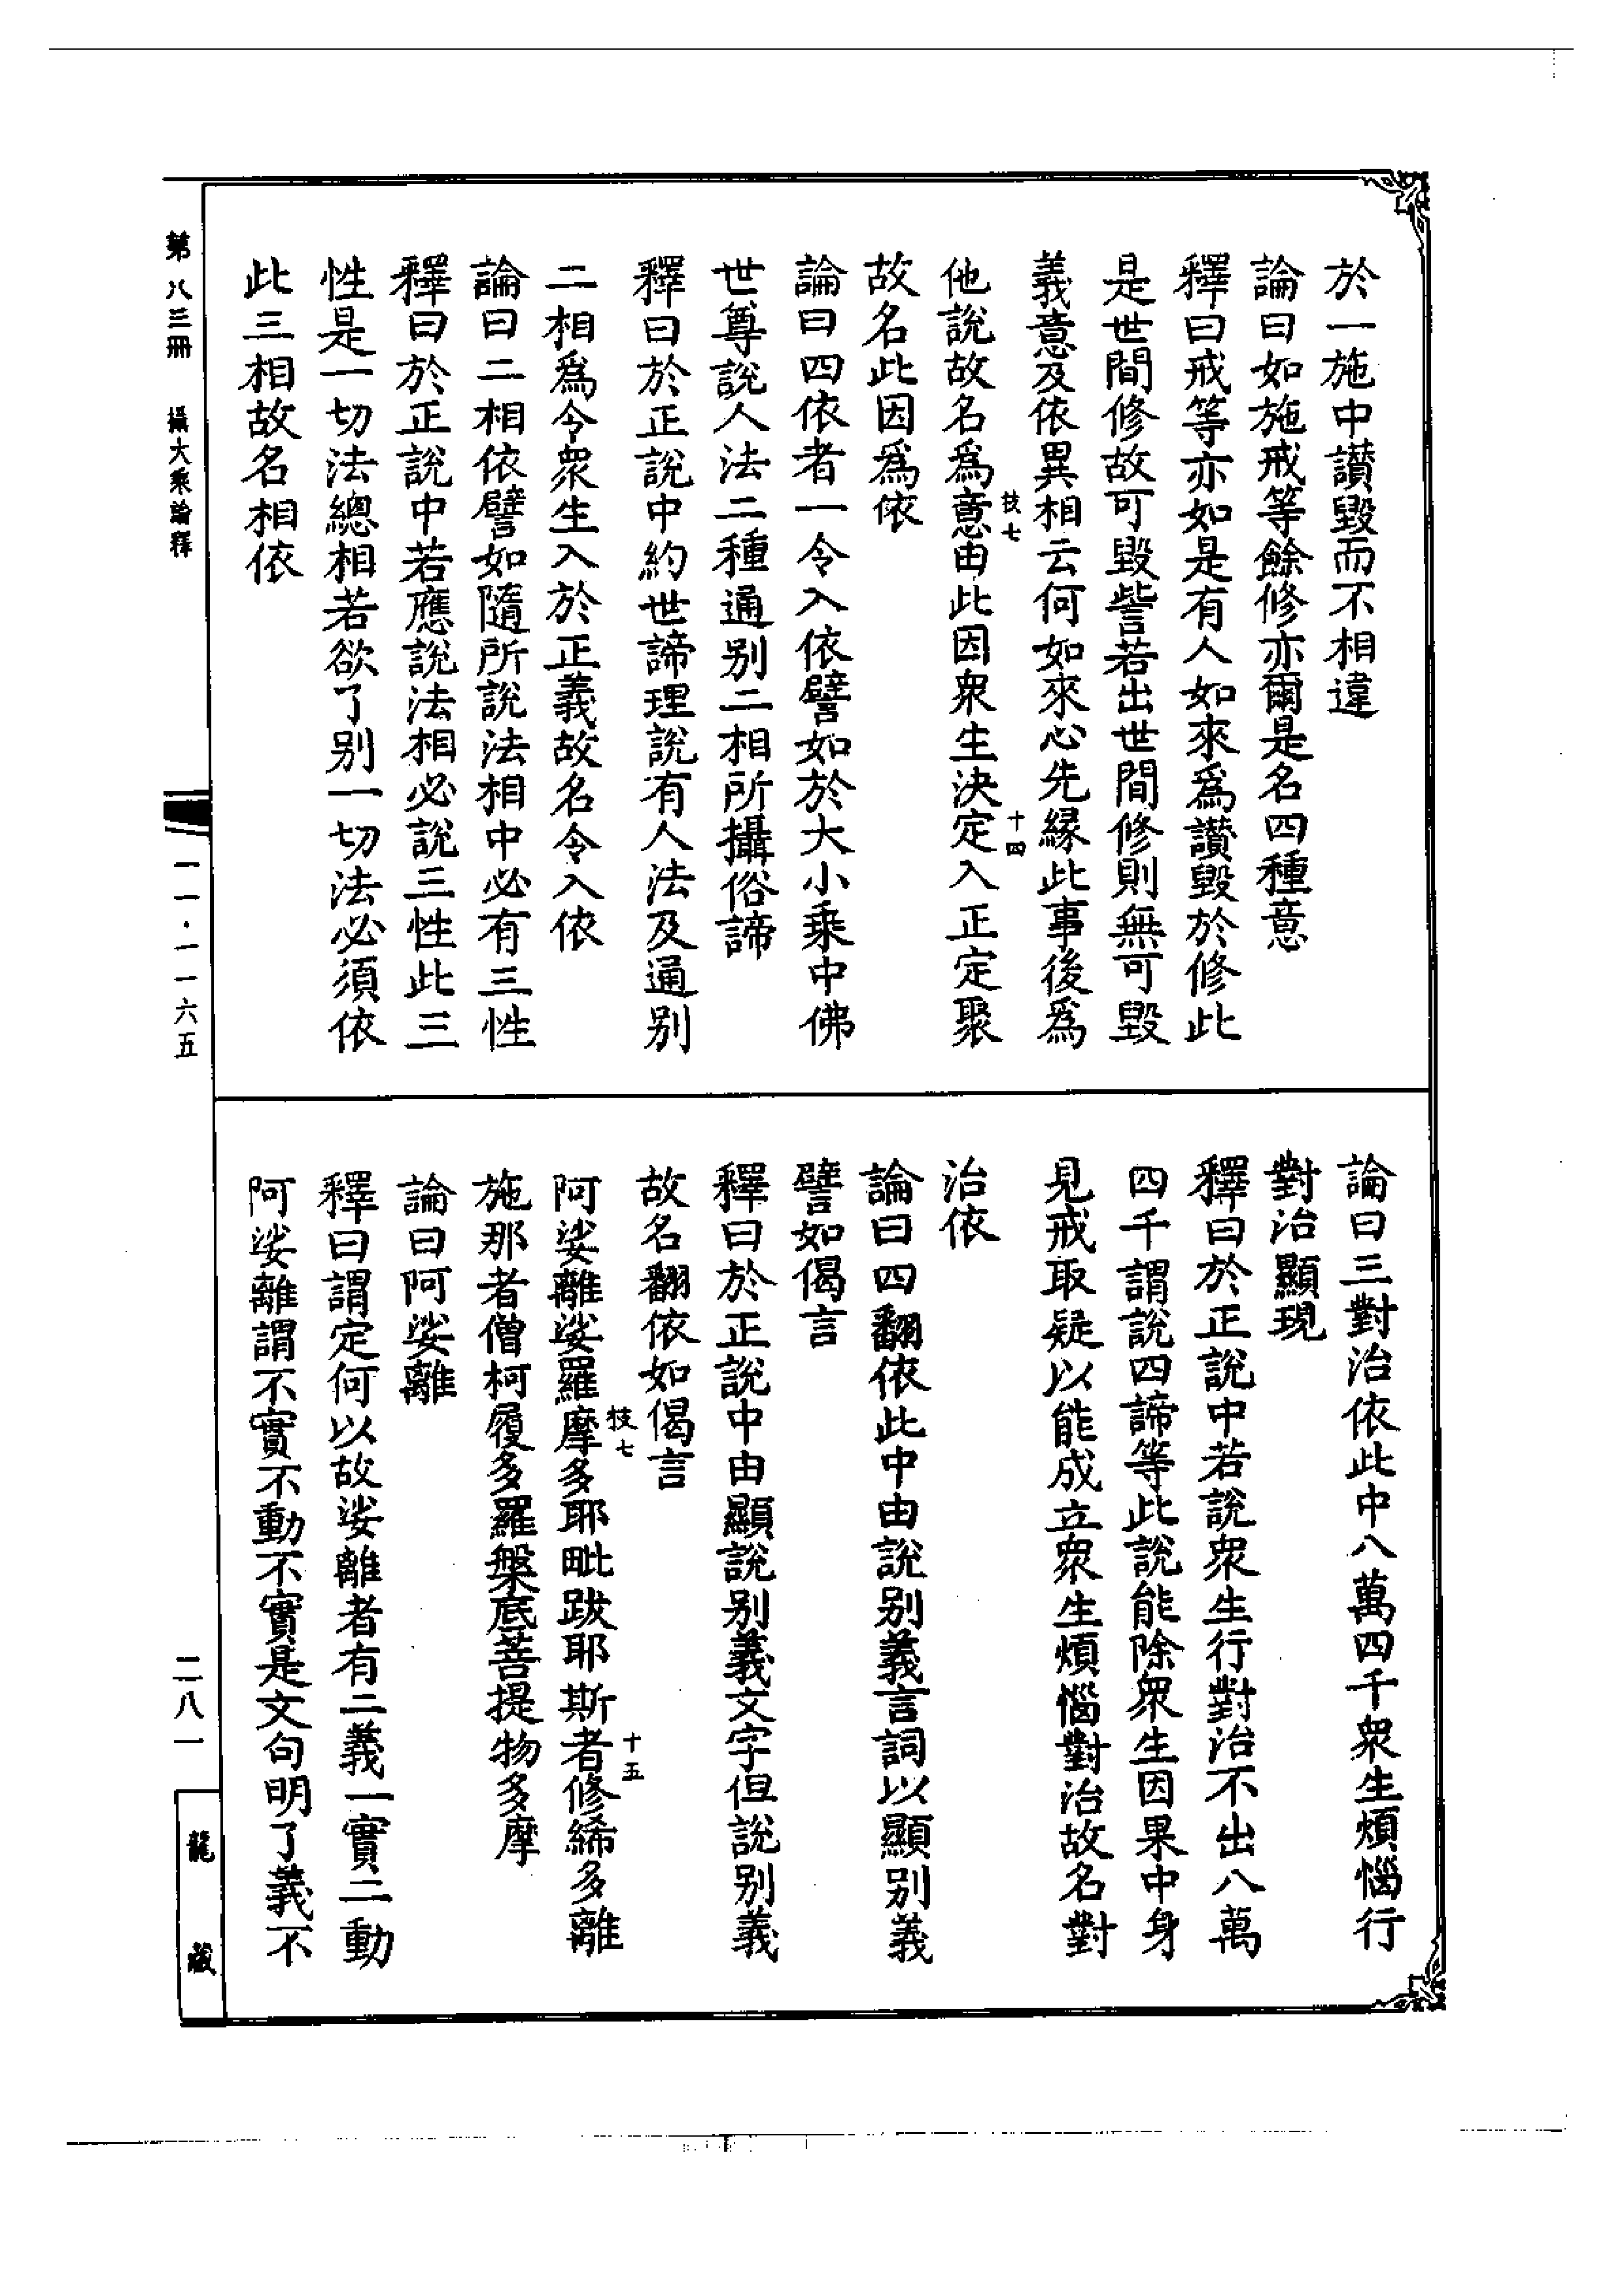 於一施中讃毀而不相違
論曰如施戒等餘修亦爾是名四種意
釋曰戒等亦如是有人如來爲讃毀於修此
是世間修故可毀呰若出世間修則無可毀
義意及依異相云何如來心先緣此事後爲
技七
十四
他說故名爲意由此因衆生決定入正定聚
故名此因爲依
論曰四依者一令入依譬如於大小乘中佛
世尊說人法二種通别二相所攝俗諦
釋曰於正說中約世諦理說有人法及通别
二相爲令衆生入於正義故名令入依
論曰二相依譬如隨所說法相中必有三性
釋曰於正說中若應說法相必說三性此三
性是一切法總相若欲了别一切法必須依
此三相故名相依
論曰三對治依此中八萬四千衆生煩惱行
對治顯現
釋曰於正說中若說衆生行對治不出八萬
四千謂說四諦等此說能除衆生因果中身
見戒取疑以能成立衆生煩惱對治故名對
治依
論曰四翻依此中由說别義言詞以顯别義
譬如偈言
釋曰於正說中由顯說别義文字但說别義
故名翻依如偈言
技七
十五
阿娑離娑羅摩多耶毗跋耶斯者修絺多離
施那者僧柯履多羅槃底菩提物多摩
論曰阿娑離
釋曰謂定何以故娑離者有二義一實二動
阿娑離謂不實不動不實是文句明了義不
第八三冊 攝大乘論釋
一一·一一六五
二八一
龍藏